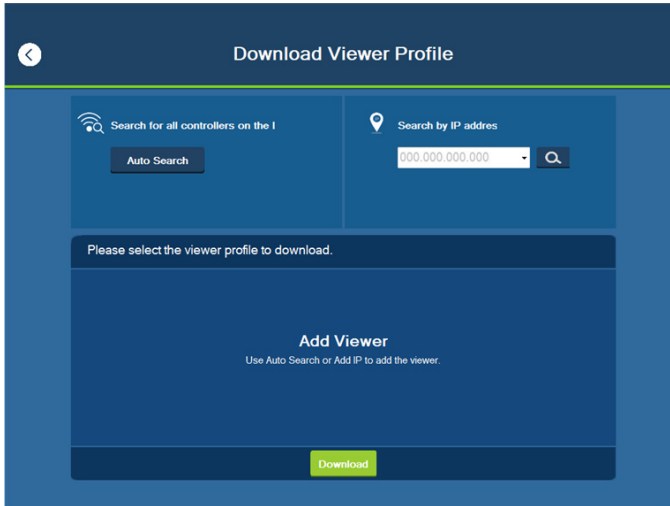 Download Viewer Profile
Search for all controllers on the I
Auto Search
Search by IP addres
000.000.000.000
Please select the viewer profile to download.
Add Viewer
Use Auto Search or Add IP to add the viewer.
Download